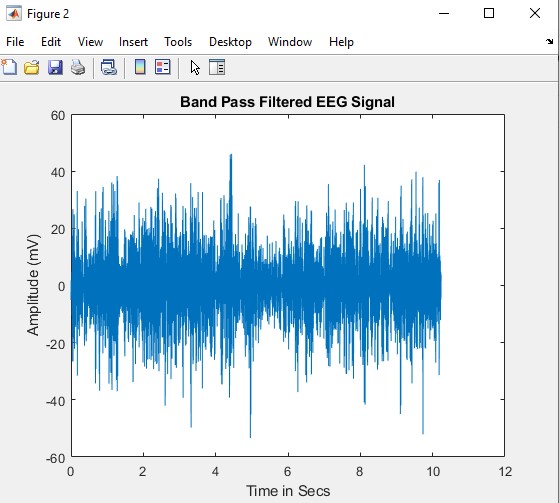 Figure 2
File Edit View Insert Tools Desktop Window Help
Band Pass Filtered EEG Signal
60
40
20
0
-20
-40
-60
Amplitude (mV)
0 2 4 6 8 10 12
Time in Secs